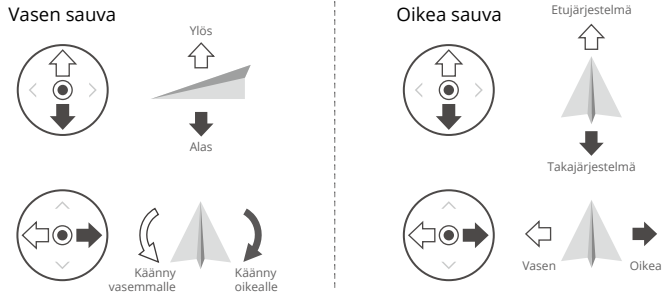 Vasen sauva
Ylös
Alas
Käänny
vasemmalle
Käänny
oikealle
Oikea sauva
Etujärjestelmä
Takajärjestelmä
Vasen
Oikea